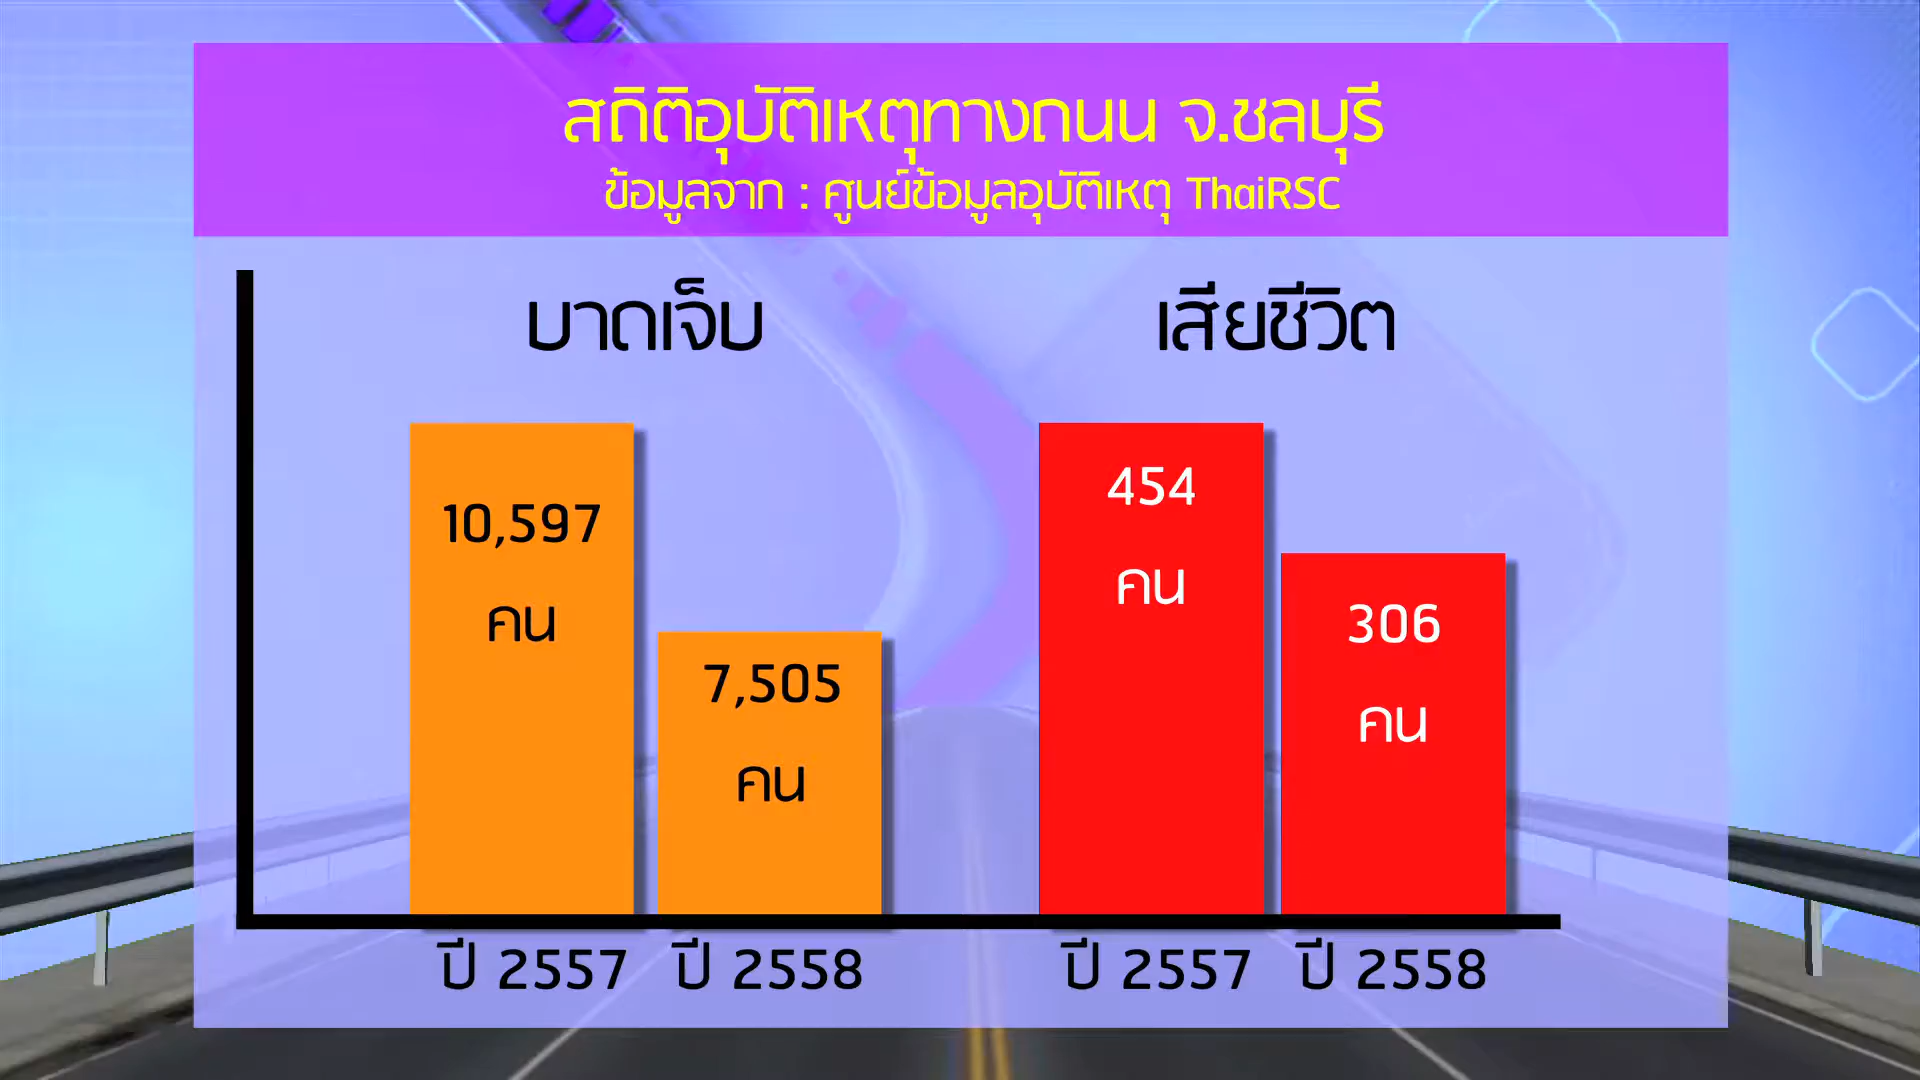 สถิติอุบัติเหตุทางถนน จ.ชลบุรี
ข้อมูลจาก : ศูนย์ข้อมูลอุบัติเหตุ ThaiRSC
บาดเจ็บ
เสียชีวิต
10,597
คน
7,505
คน
454
คน
306
คน
ปี 2557
ปี 2558
ปี 2557
ปี 2558